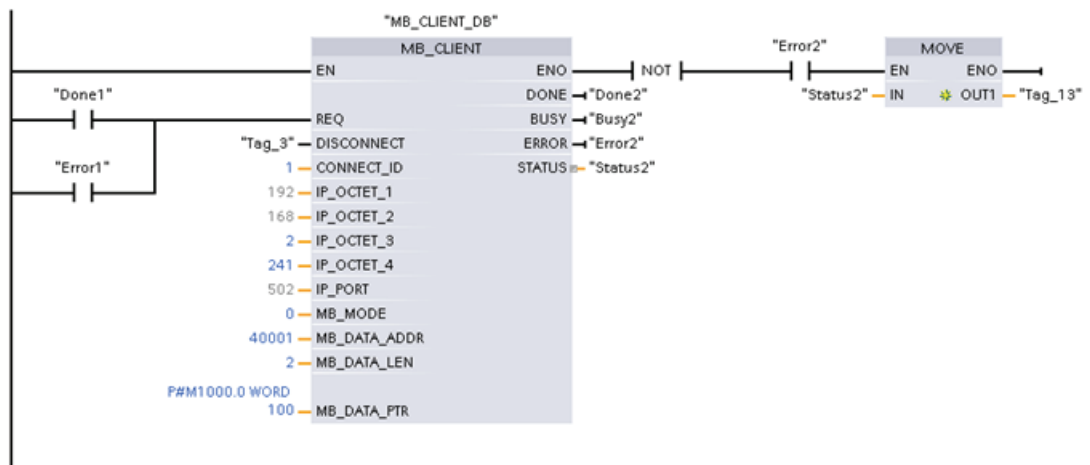 "MB_CLIENT_DB"
MB_CLIENT
"Error2"
MOVE
EN ENO NOT EN ENO
"Done1" DONE "Done2" "Status2" IN OUT1 "Tag_13"
REQ BUSY "Busy2"
"Tag_3" DISCONNECT ERROR "Error2"
"Error1" 1 CONNECT_ID STATUS "Status2"
192 IP_OCTET_1
168 IP_OCTET_2
2 IP_OCTET_3
241 IP_OCTET_4
502 IP_PORT
0 MB_MODE
40001 MB_DATA_ADDR
2 MB_DATA_LEN
P#M1000.0 WORD
100 MB_DATA_PTR